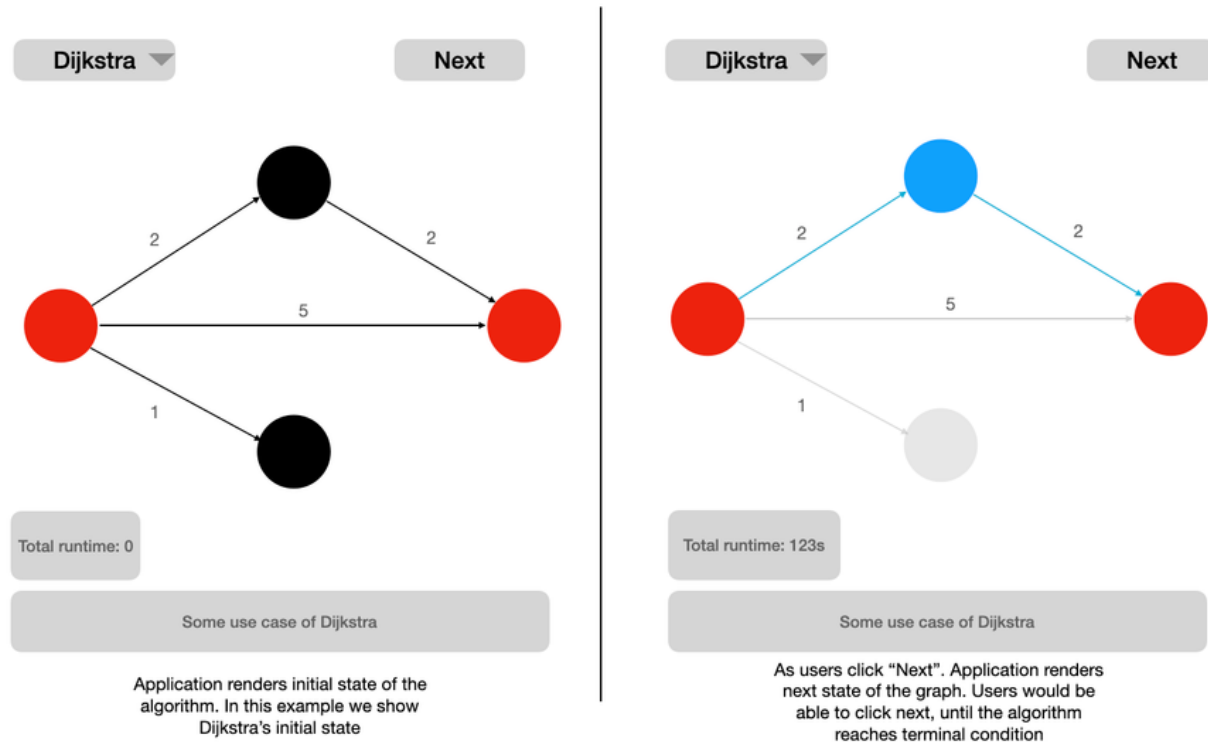 Dijkstra
Next
2
2
5
1
Total runtime: 0
Some use case of Dijkstra
Application renders initial state of the
algorithm. In this example we show
Dijkstra's initial state
Dijkstra
Next
2
2
5
1
Total runtime: 123s
Some use case of Dijkstra
As users click “Next”. Application renders
next state of the graph. Users would be
able to click next, until the algorithm
reaches terminal condition